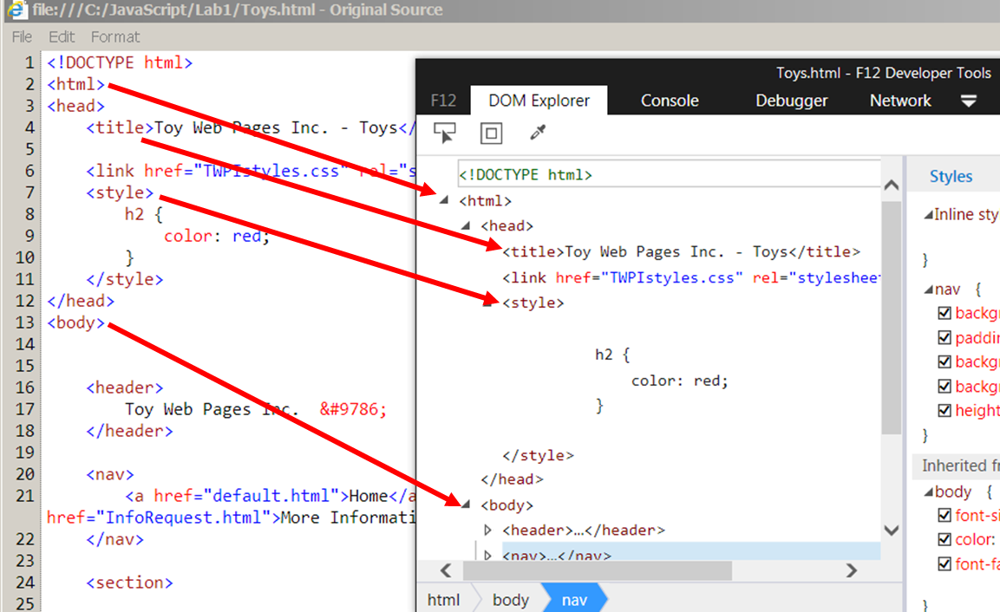 file:///C:/JavaScript/Lab1/Toys.html - Original Source
File Edit Format
1 <!DOCTYPE html>
2 <html>
3 <head>
4 <title>Toy Web Pages Inc. - Toys</
5
6 <link href="TWPIstyles.css" rel="s
7 <style>
8 h2 {
9 color: red;
10 }
11 </style>
12 </head>
13 <body>
14
15
16 <header>
17 Toy Web Pages Inc. &#9786;
18 </header>
19
20 <nav>
21 <a href="default.html">Home</a
href="InfoRequest.html">More Informati
22 </nav>
23
24 <section>
25
Toys.html - F12 Developer Tools
F12 DOM Explorer Console Debugger Network
<!DOCTYPE html>
<html>
<head>
<title>Toy Web Pages Inc. - Toys</title>
<link href="TWPIstyles.css" rel="stylesheet
<style>
h2 {
color: red;
}
</style>
</head>
<body>
<header>…</header>
<nav>…</nav>
html body nav
Styles
Inline sty
}
nav {
backgr
paddin
backgr
backgr
height
}
Inherited fr
body {
font-si
color:
font-fa
}